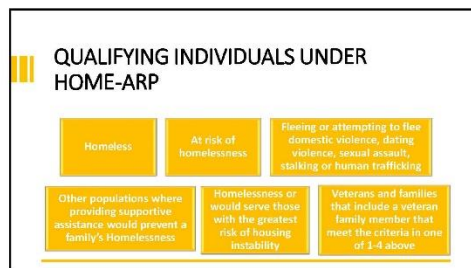 QUALIFYING INDIVIDUALS UNDER
HOME-ARP
Homeless
At risk of
homelessness
Fleeing or attempting to flee
domestic violence, dating
violence, sexual assault,
stalking or human trafficking
Other populations where
providing supportive
assistance would prevent a
family's Homelessness
Homelessness or
would serve those
with the greatest
risk of housing
instability
Veterans and families
that include a veteran
family member that
meet the criteria in one
of 1-4 above